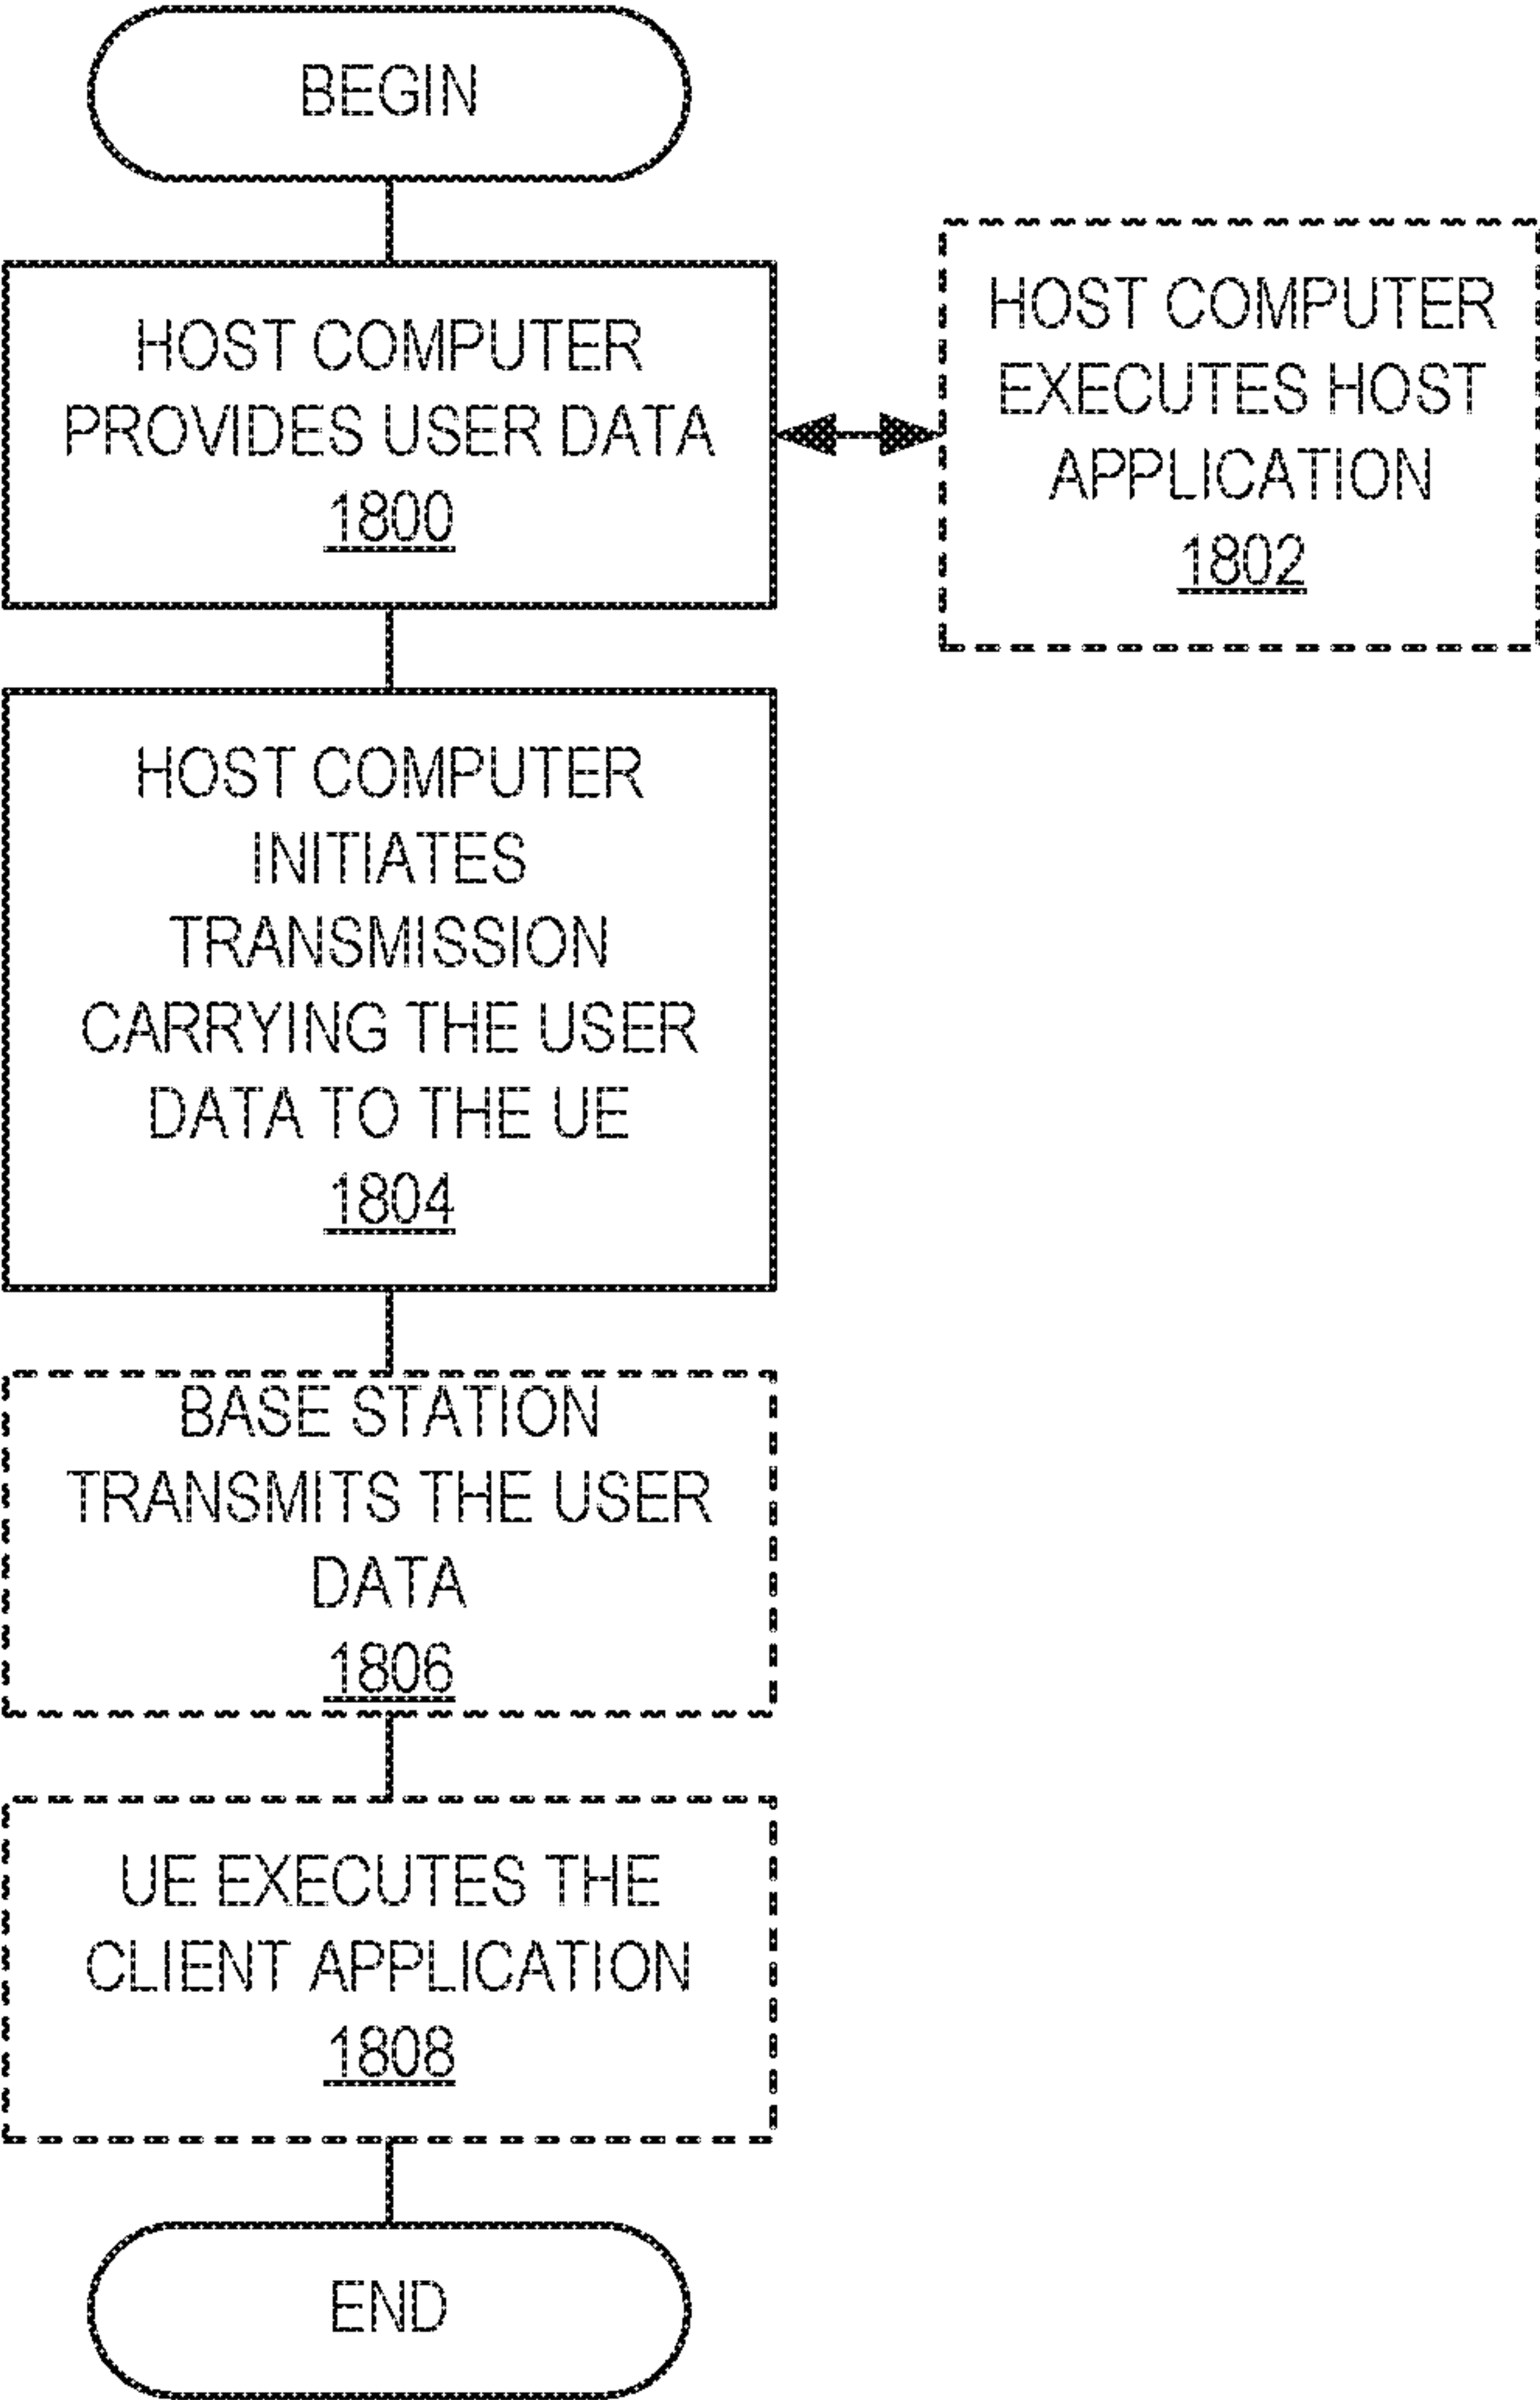 BEGIN
HOST COMPUTER
PROVIDES USER DATA
1800
HOST COMPUTER
EXECUTES HOST
APPLICATION
1802
HOST COMPUTER
INITIATES
TRANSMISSION
CARRYING THE USER
DATA TO THE UE
1804
BASE STATION
TRANSMITS THE USER
DATA
1806
UE EXECUTES THE
CLIENT APPLICATION
1808
END